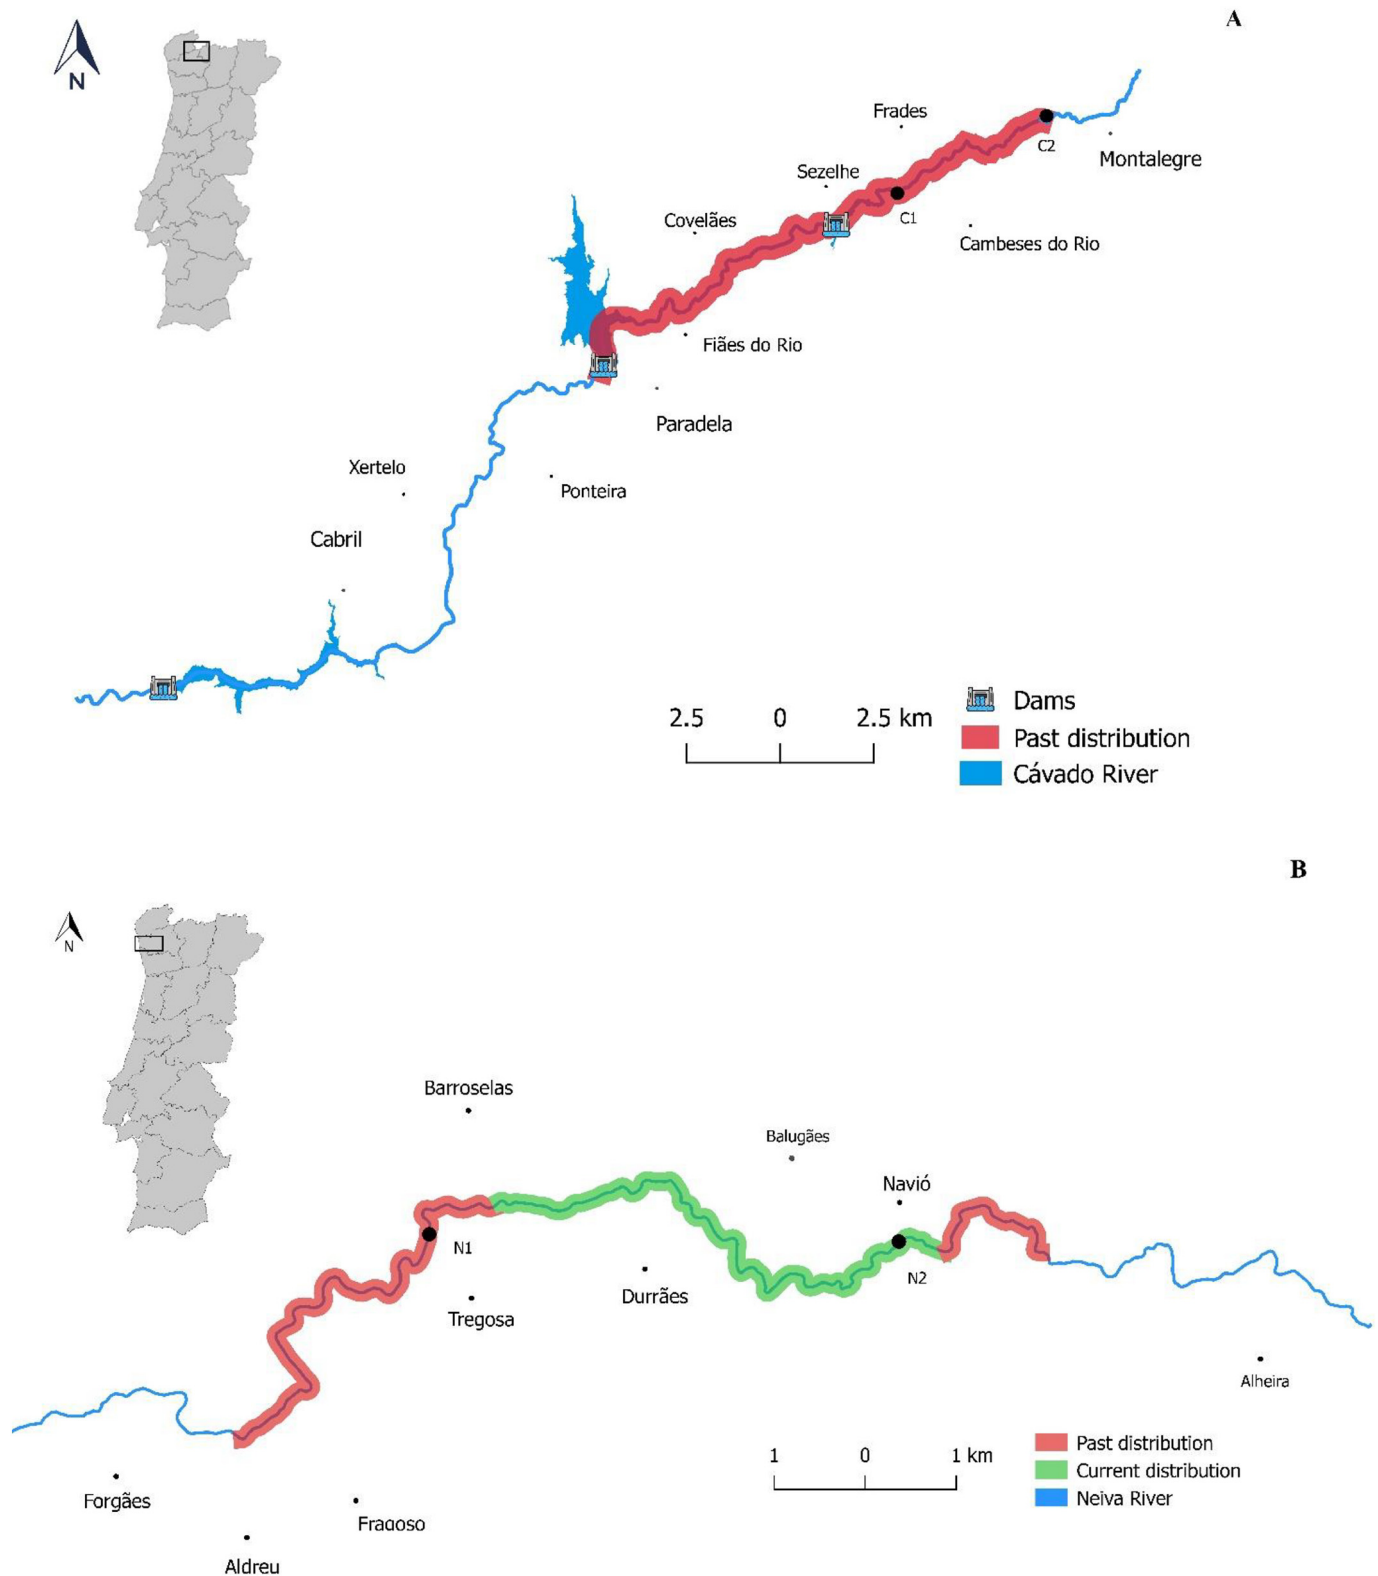 A
N
Frades
C2
Montalegre
Sezelhe
C1
Covelães
Cambeses do Rio
Fiães do Rio
Paradela
Xertelo
Ponteira
Cabril
2.5 0 2.5 km
Dams
Past distribution
Cávado River
B
N
Barroselas
Balugães
Navió
N1
N2
Durrães
Tregosa
Alheira
1 0 1 km
Past distribution
Current distribution
Neiva River
Forgães
Fragoso
Aldreu